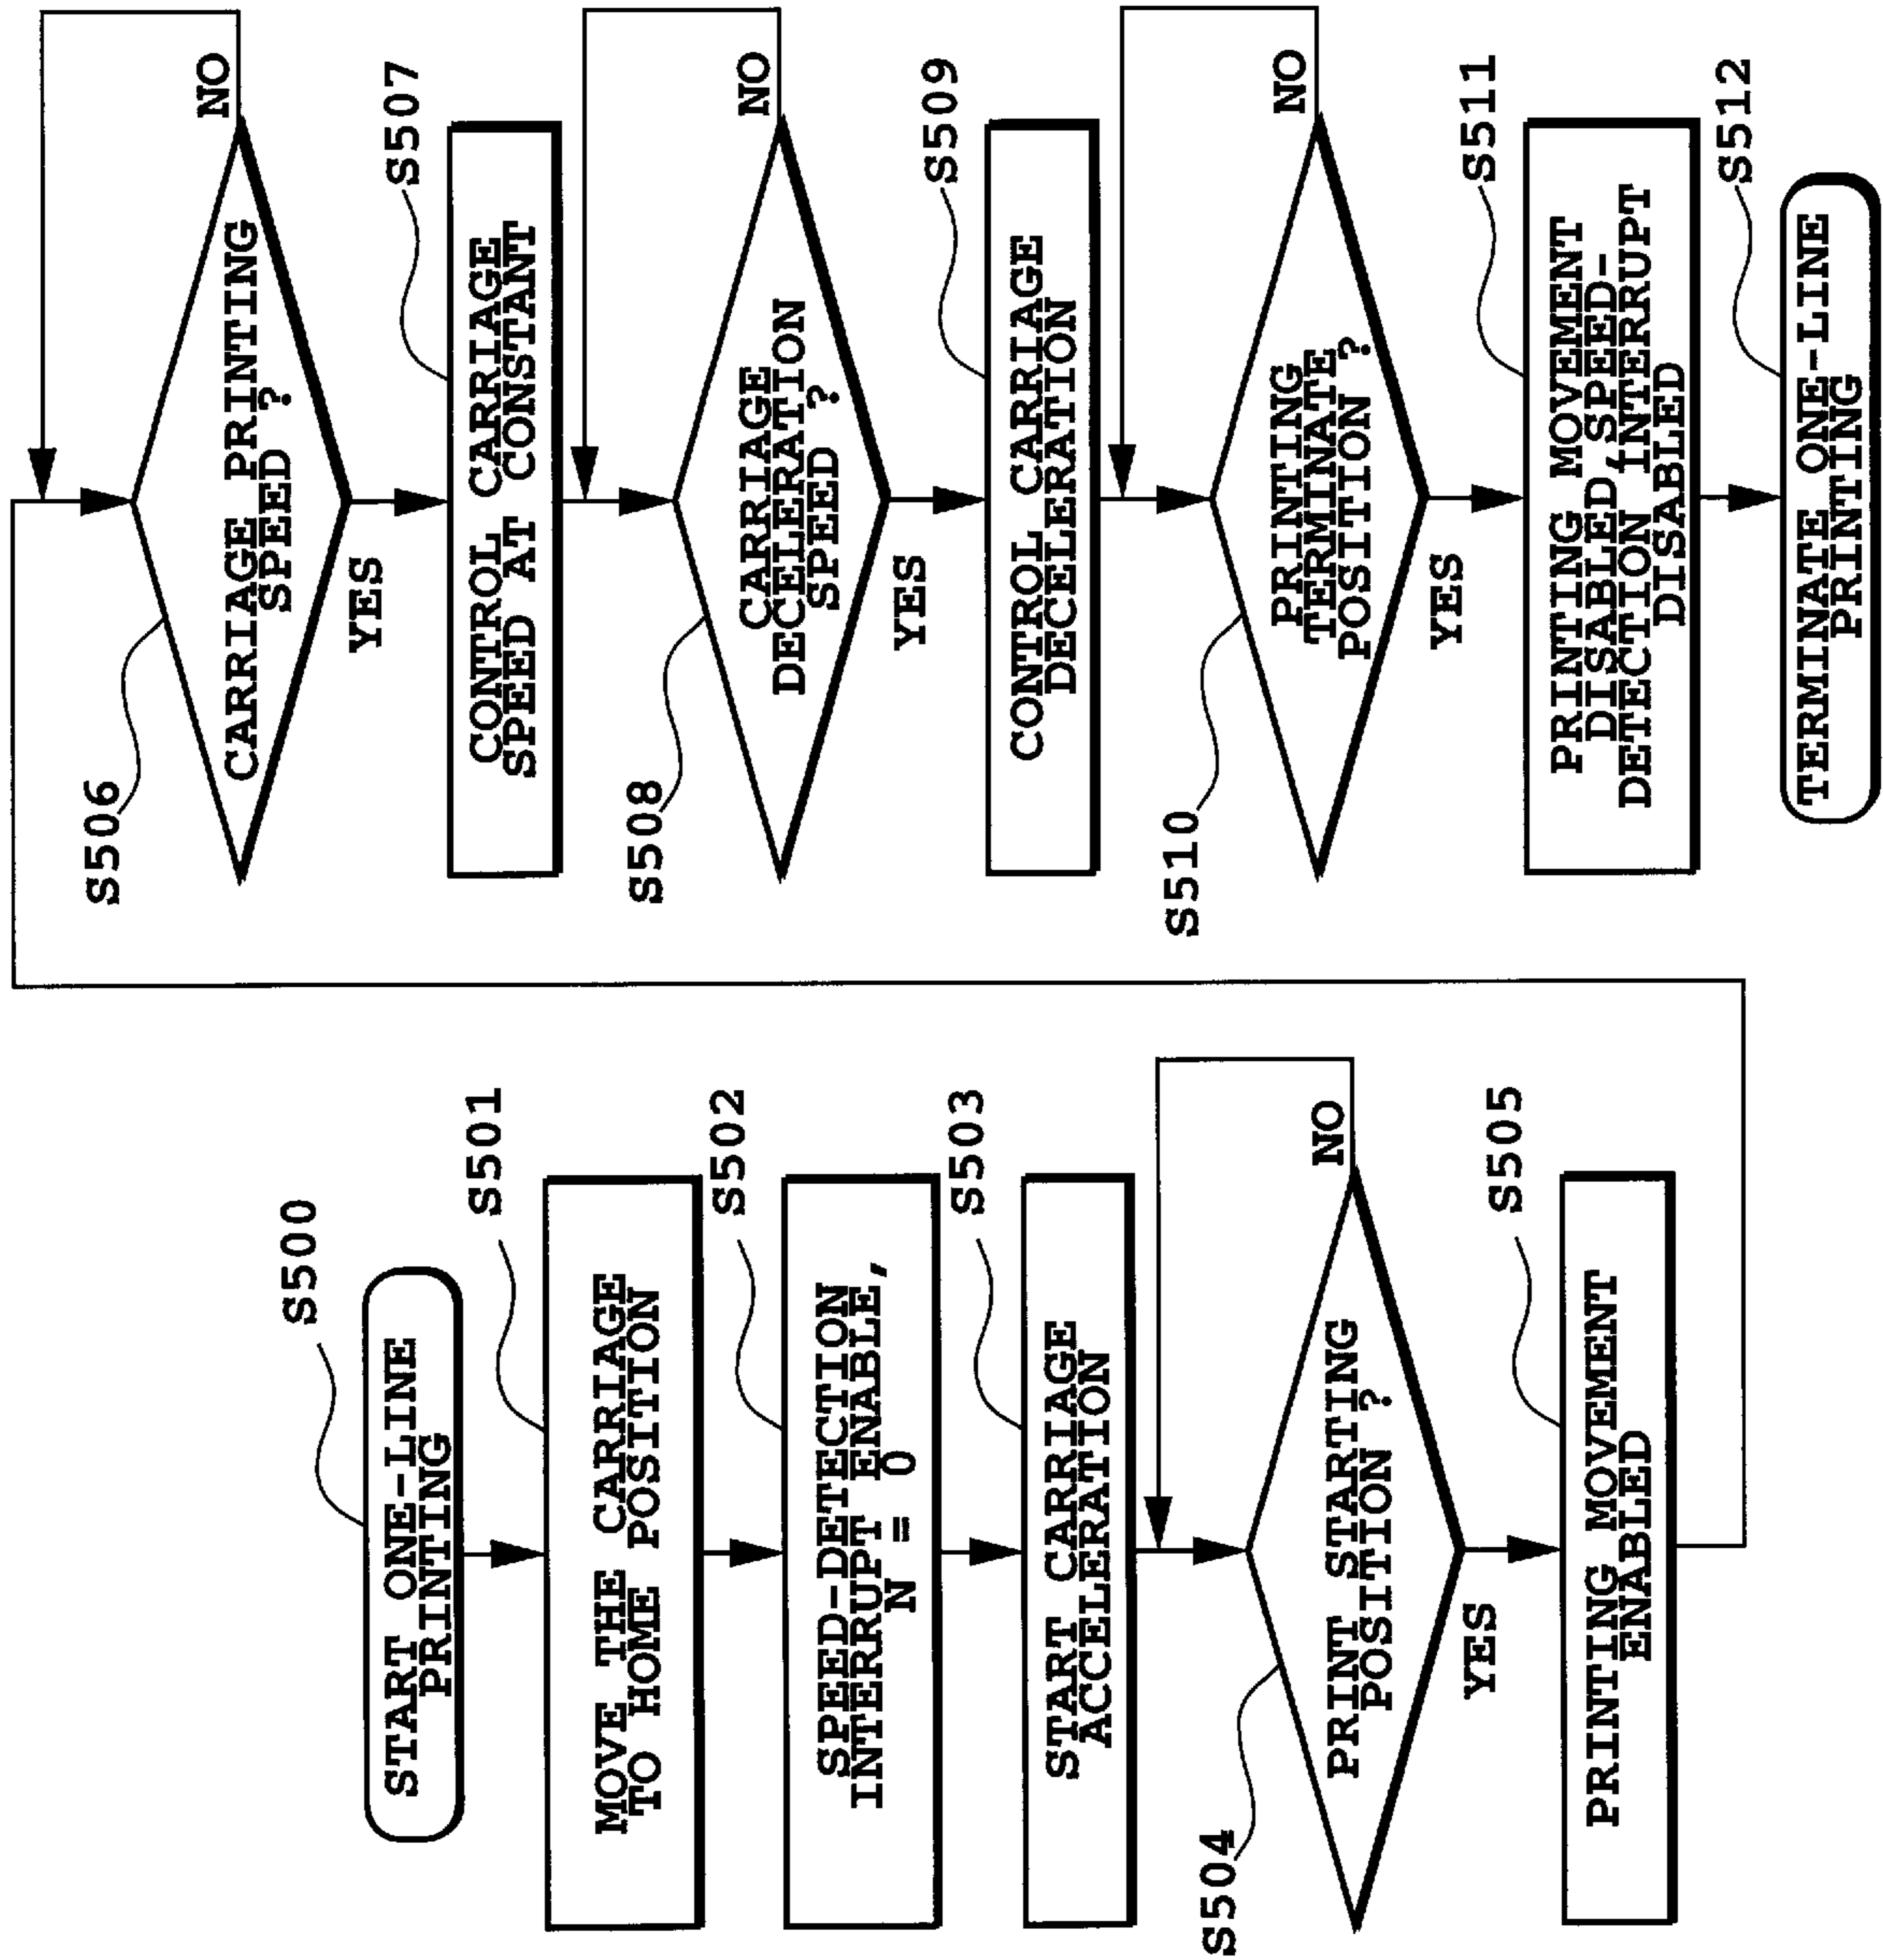 S500
START ONE-LINE
PRINTING
S501
MOVE THE CARRIAGE
TO HOME POSITION
S502
SPEED-DETECTION
INTERRUPT ENABLE,
N = 0
S503
START CARRIAGE
ACCELERATION
S504
PRINT STARTING
POSITION ?
NO
YES
S505
PRINTING MOVEMENT
ENABLED
S506
CARRIAGE PRINTING
SPEED ?
NO
YES
S507
CONTROL CARRIAGE
SPEED AT CONSTANT
S508
CARRIAGE
DECELERATION
SPEED ?
NO
YES
S509
CONTROL CARRIAGE
DECELERATION
S510
PRINTING
TERMINATE
POSITION ?
NO
YES
S511
PRINTING MOVEMENT
DISABLED,SPEED-
DETECTION INTERRUPT
DISABLED
S512
TERMINATE ONE-LINE
PRINTING